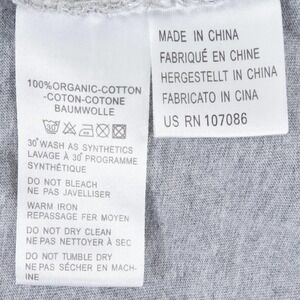 100%ORGANIC-COTTON
-COTON-COTONE
BAUMWOLLE
30°WASH AS SYNTHETICS
LAVAGE À 30° PROGRAMME
SYNTHÉTIQUE
DO NOT BLEACH
NE PAS JAVELLISER
WARM IRON
REPASSAGE FER MOYEN
DO NOT DRY CLEAN
NE PAS NETTOYER À SEC
DO NOT TUMBLE DRY
NE PAS SÉCHER EN MACH-
INE
MADE IN CHINA
FABRIQUÉ EN CHINE
HERGESTELLT IN CHINA
FABRICATO IN CINA
US RN 107086